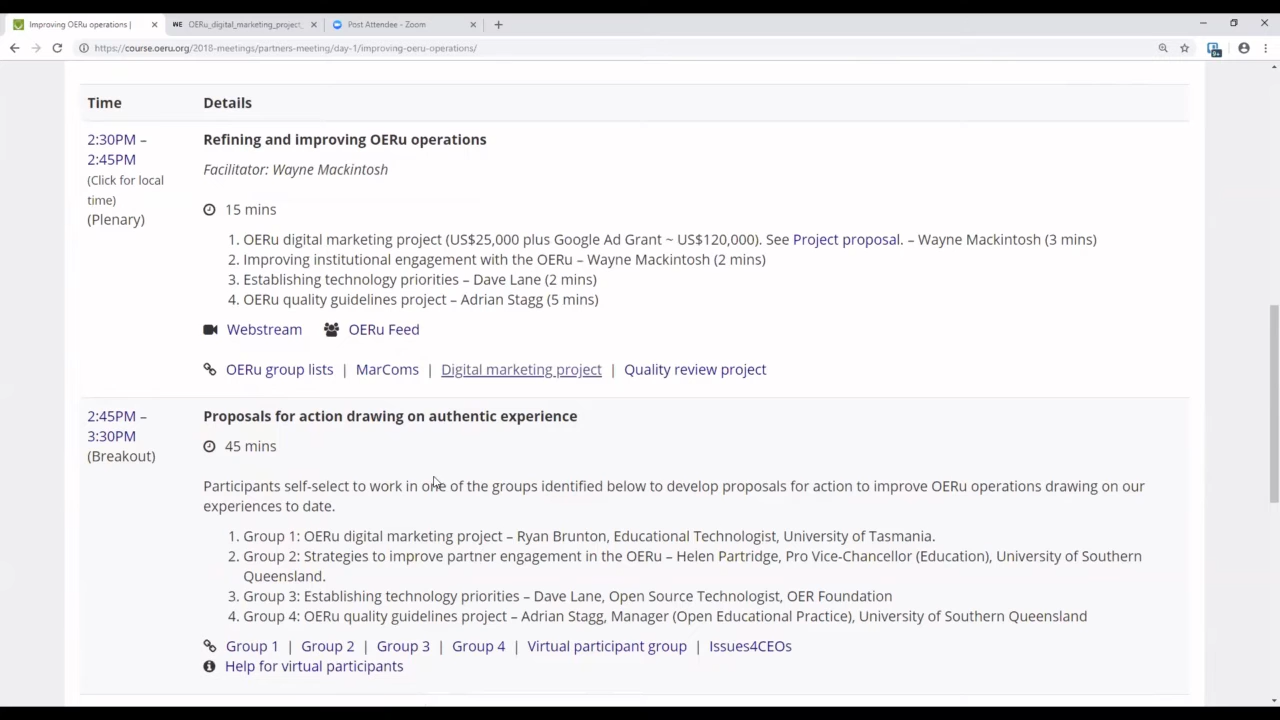 Improving OERu operations |
WE OERu_digital_marketing_project_
Post Attendee - Zoom
https://course.oeru.org/2018-meetings/partners-meeting/day-1/improving-oeru-operations/
Time Details
2:30PM –
2:45PM
(Click for local
time)
(Plenary)
Refining and improving OERu operations
Facilitator: Wayne Mackintosh
15 mins
1. OERu digital marketing project (US$25,000 plus Google Ad Grant ~ US$120,000). See Project proposal. – Wayne Mackintosh (3 mins)
2. Improving institutional engagement with the OERu – Wayne Mackintosh (2 mins)
3. Establishing technology priorities – Dave Lane (2 mins)
4. OERu quality guidelines project – Adrian Stagg (5 mins)
Webstream OERu Feed
OERu group lists | MarComs | Digital marketing project | Quality review project
2:45PM –
3:30PM
(Breakout)
Proposals for action drawing on authentic experience
45 mins
Participants self-select to work in one of the groups identified below to develop proposals for action to improve OERu operations drawing on our
experiences to date.
1. Group 1: OERu digital marketing project – Ryan Brunton, Educational Technologist, University of Tasmania.
2. Group 2: Strategies to improve partner engagement in the OERu – Helen Partridge, Pro Vice-Chancellor (Education), University of Southern
Queensland.
3. Group 3: Establishing technology priorities – Dave Lane, Open Source Technologist, OER Foundation
4. Group 4: OERu quality guidelines project – Adrian Stagg, Manager (Open Educational Practice), University of Southern Queensland
Group 1 | Group 2 | Group 3 | Group 4 | Virtual participant group | Issues4CEOs
Help for virtual participants